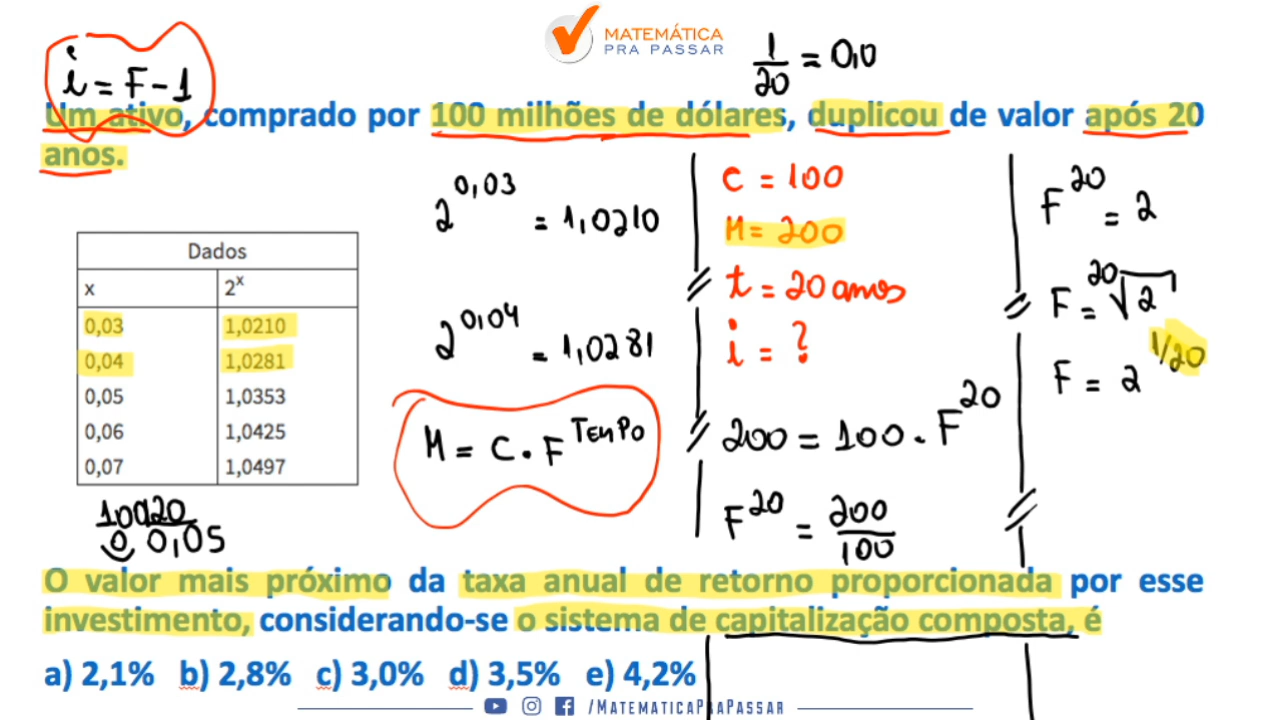 MATEMÁTICA
PRA PASSAR
i = F - 1
1/20 = 0,0
Um ativo, comprado por 100 milhões de dólares, duplicou de valor após 20
anos.
Dados
x 2^x
0,03 1,0210
0,04 1,0281
0,05 1,0353
0,06 1,0425
0,07 1,0497
100 20
0 0,05
2^0,03 = 1,0210
2^0,04 = 1,0281
M = C . F^TEMPO
C = 100
M = 200
t = 20 anos
i = ?
200 = 100 . F^20
F^20 = 200/100
F^20 = 2
F = 20√2
F = 2^1/20
O valor mais próximo da taxa anual de retorno proporcionada por esse
investimento, considerando-se o sistema de capitalização composta, é
a) 2,1% b) 2,8% c) 3,0% d) 3,5% e) 4,2%
/MATEMATICAPRAPASSAR